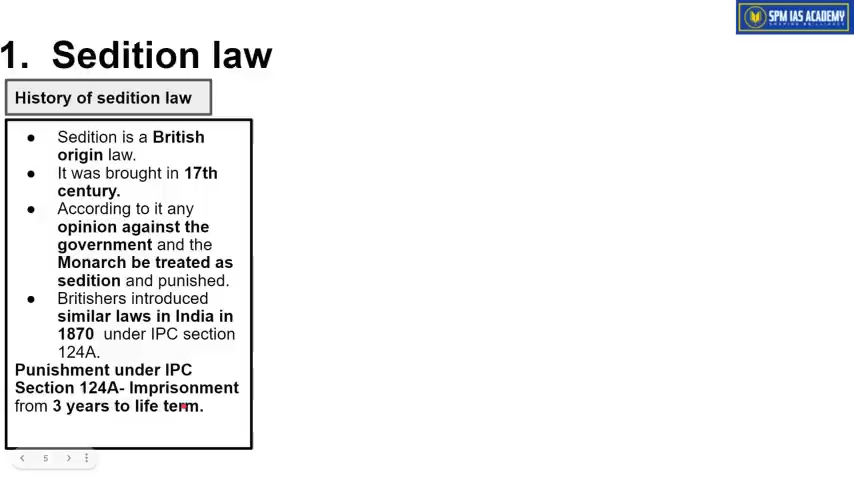 SPM IAS ACADEMY
1. Sedition law
History of sedition law
● Sedition is a British
origin law.
● It was brought in 17th
century.
● According to it any
opinion against the
government and the
Monarch be treated as
sedition and punished.
● Britishers introduced
similar laws in India in
1870 under IPC section
124A.
Punishment under IPC
Section 124A- Imprisonment
from 3 years to life term.
5